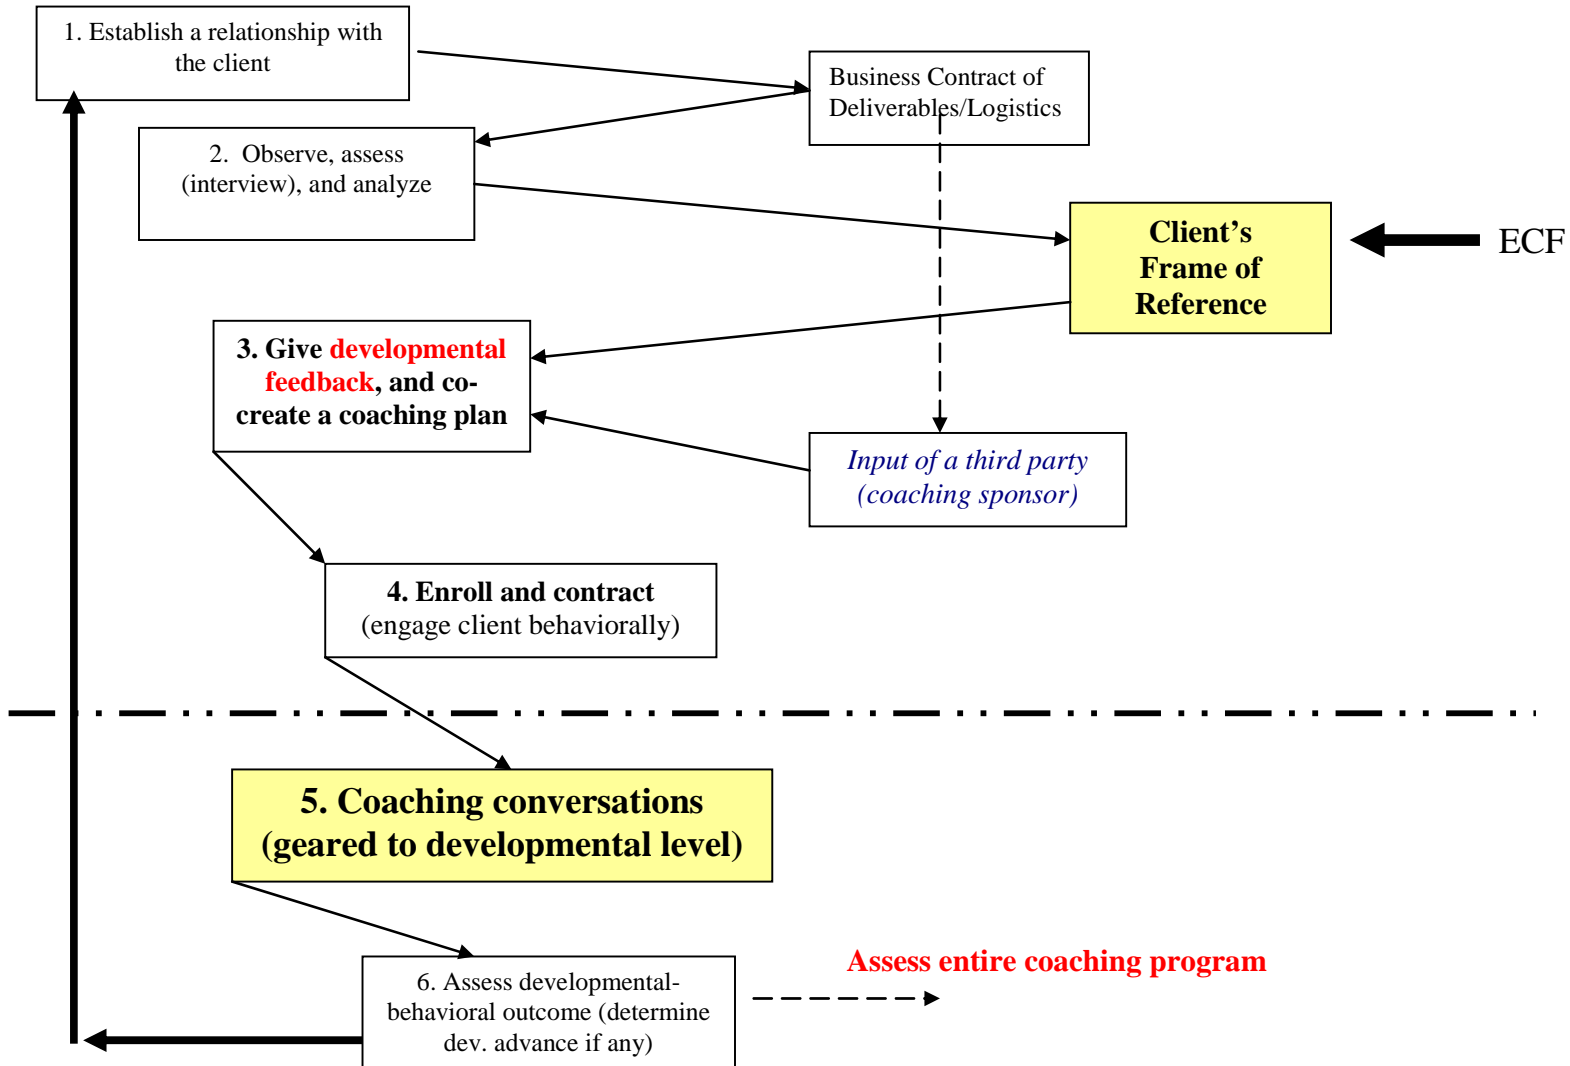 1. Establish a relationship with
the client
Business Contract of
Deliverables/Logistics
2. Observe, assess
(interview), and analyze
Client’s
Frame of
Reference
ECF
3. Give developmental
feedback, and co-
create a coaching plan
Input of a third party
(coaching sponsor)
4. Enroll and contract
(engage client behaviorally)
5. Coaching conversations
(geared to developmental level)
Assess entire coaching program
6. Assess developmental-
behavioral outcome (determine
dev. advance if any)